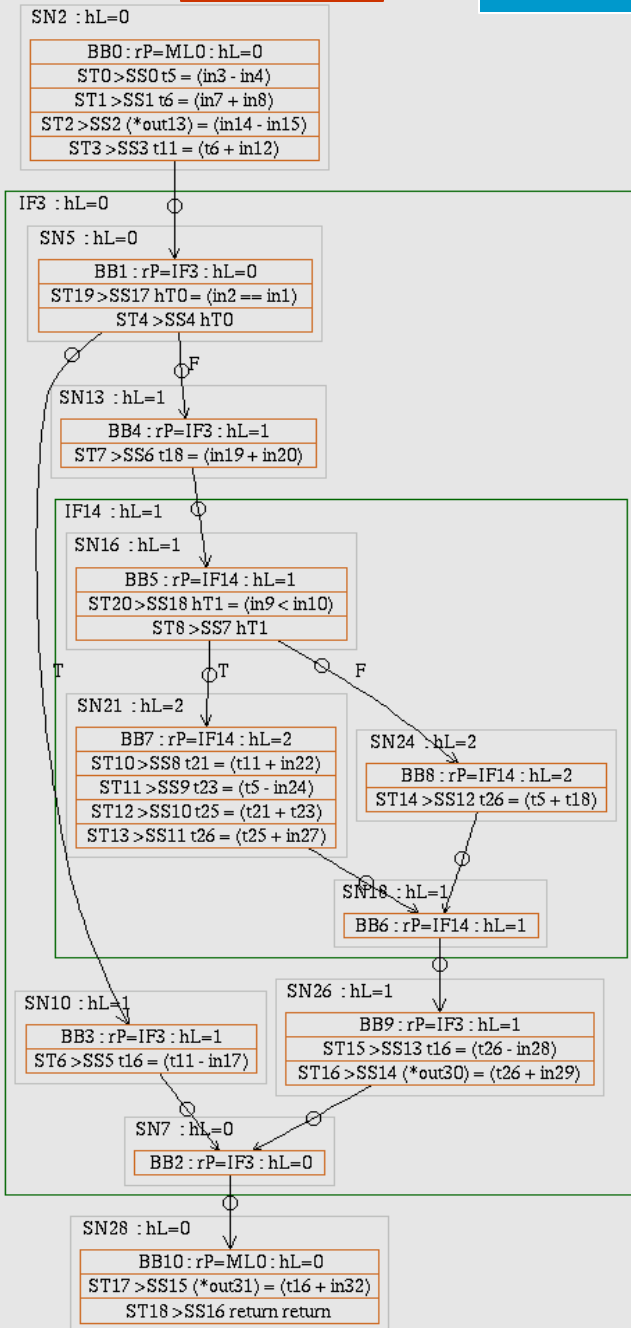 SN2 : hL=0
BB0 : rP=ML0 : hL=0
ST0 >SS0 t5 = (in3 - in4)
ST1 >SS1 t6 = (in7 + in8)
ST2 >SS2 (*out13) = (in14 - in15)
ST3 >SS3 t11 = (t6 + in12)
IF3 : hL=0
SN5 : hL=0
BB1 : rP=IF3 : hL=0
ST19 >SS17 hT0 = (in2 == in1)
ST4 >SS4 hT0
F
SN13 : hL=1
BB4 : rP=IF3 : hL=1
ST7 >SS6 t18 = (in19 + in20)
IF14 : hL=1
SN16 : hL=1
BB5 : rP=IF14 : hL=1
ST20 >SS18 hT1 = (in9 < in10)
ST8 >SS7 hT1
T
T
F
SN21 : hL=2
BB7 : rP=IF14 : hL=2
ST10 >SS8 t21 = (t11 + in22)
ST11 >SS9 t23 = (t5 - in24)
ST12 >SS10 t25 = (t21 + t23)
ST13 >SS11 t26 = (t25 + in27)
SN24 : hL=2
BB8 : rP=IF14 : hL=2
ST14 >SS12 t26 = (t5 + t18)
SN18 : hL=1
BB6 : rP=IF14 : hL=1
SN10 : hL=1
BB3 : rP=IF3 : hL=1
ST6 >SS5 t16 = (t11 - in17)
SN26 : hL=1
BB9 : rP=IF3 : hL=1
ST15 >SS13 t16 = (t26 - in28)
ST16 >SS14 (*out30) = (t26 + in29)
SN7 : hL=0
BB2 : rP=IF3 : hL=0
SN28 : hL=0
BB10 : rP=ML0 : hL=0
ST17 >SS15 (*out31) = (t16 + in32)
ST18 >SS16 return return